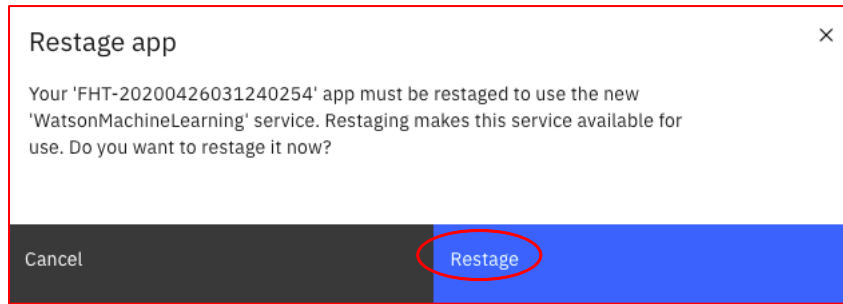 Restage app
Your 'FHT-20200426031240254' app must be restaged to use the new
'WatsonMachineLearning' service. Restaging makes this service available for
use. Do you want to restage it now?
Cancel
Restage